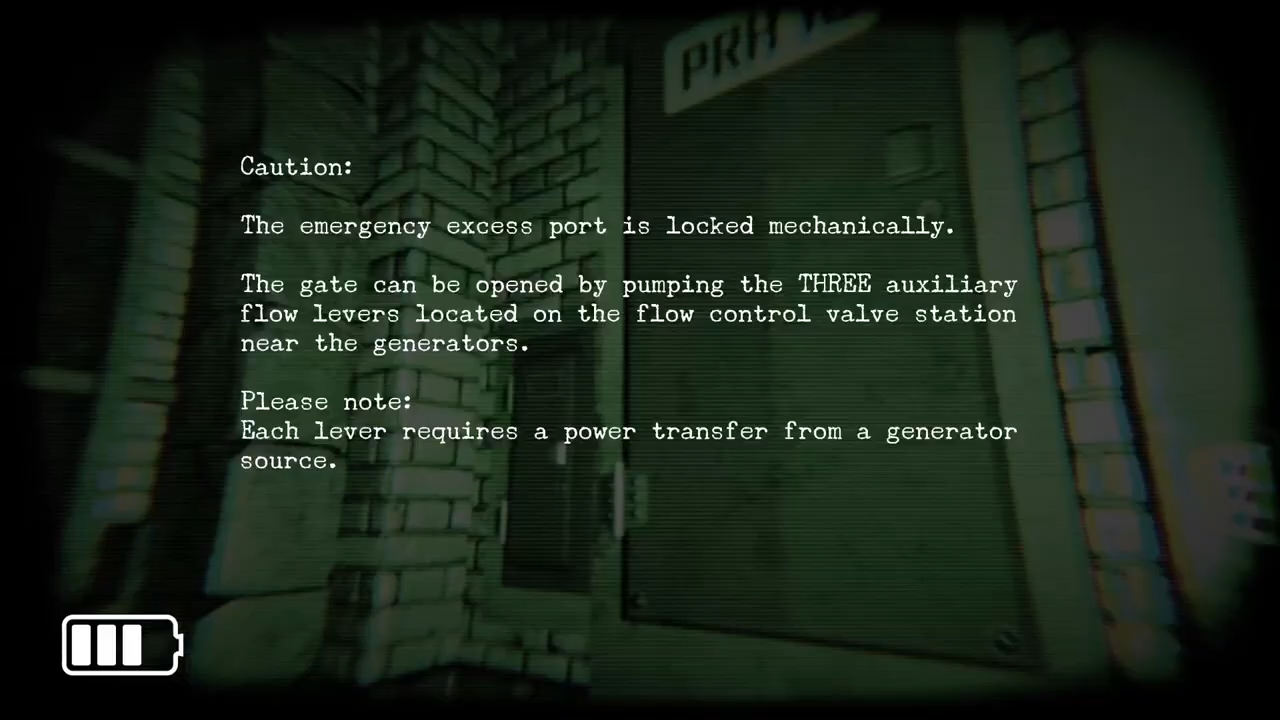 Caution:
The emergency excess port is locked mechanically.
The gate can be opened by pumping the THREE auxiliary
flow levers located on the flow control valve station
near the generators.
Please note:
Each lever requires a power transfer from a generator
source.